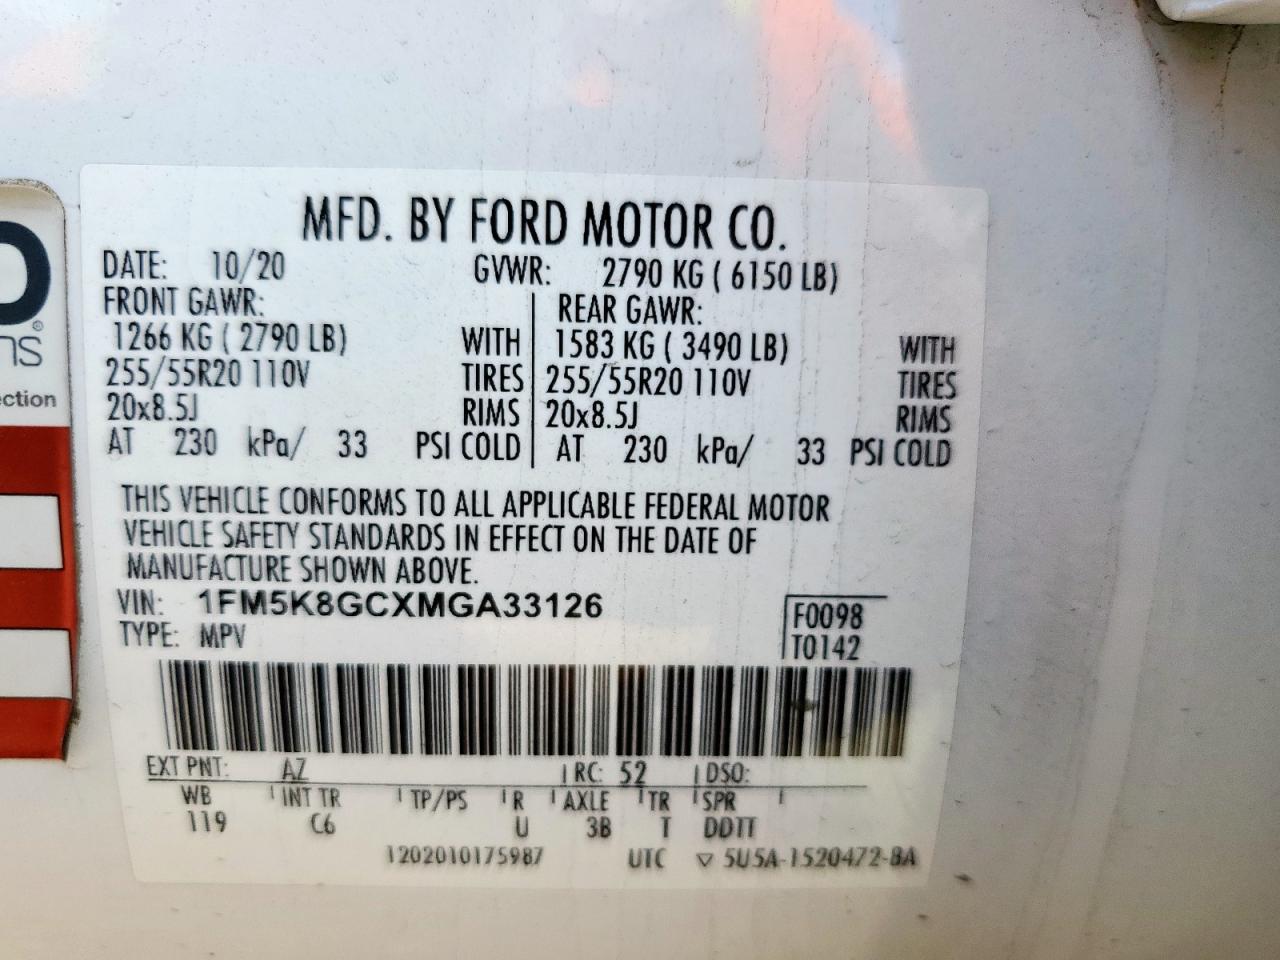 MFD. BY FORD MOTOR CO.
DATE: 10/20 GVWR: 2790 KG ( 6150 LB)
FRONT GAWR: REAR GAWR:
1266 KG ( 2790 LB) WITH 1583 KG ( 3490 LB) WITH
255/55R20 110V TIRES 255/55R20 110V TIRES
20x8.5J RIMS 20x8.5J RIMS
AT 230 kPa/ 33 PSI COLD AT 230 kPa/ 33 PSI COLD
THIS VEHICLE CONFORMS TO ALL APPLICABLE FEDERAL MOTOR
VEHICLE SAFETY STANDARDS IN EFFECT ON THE DATE OF
MANUFACTURE SHOWN ABOVE.
VIN: 1FM5K8GCXMGA33126 F0098
TYPE: MPV T0142
EXT PNT: AZ RC: 52 DSO:
WB INT TR TP/PS R AXLE TR SPR
119 C6 U 3B T DDTT
1202010175987 UTC ▽ 5U5A-1520472-BA